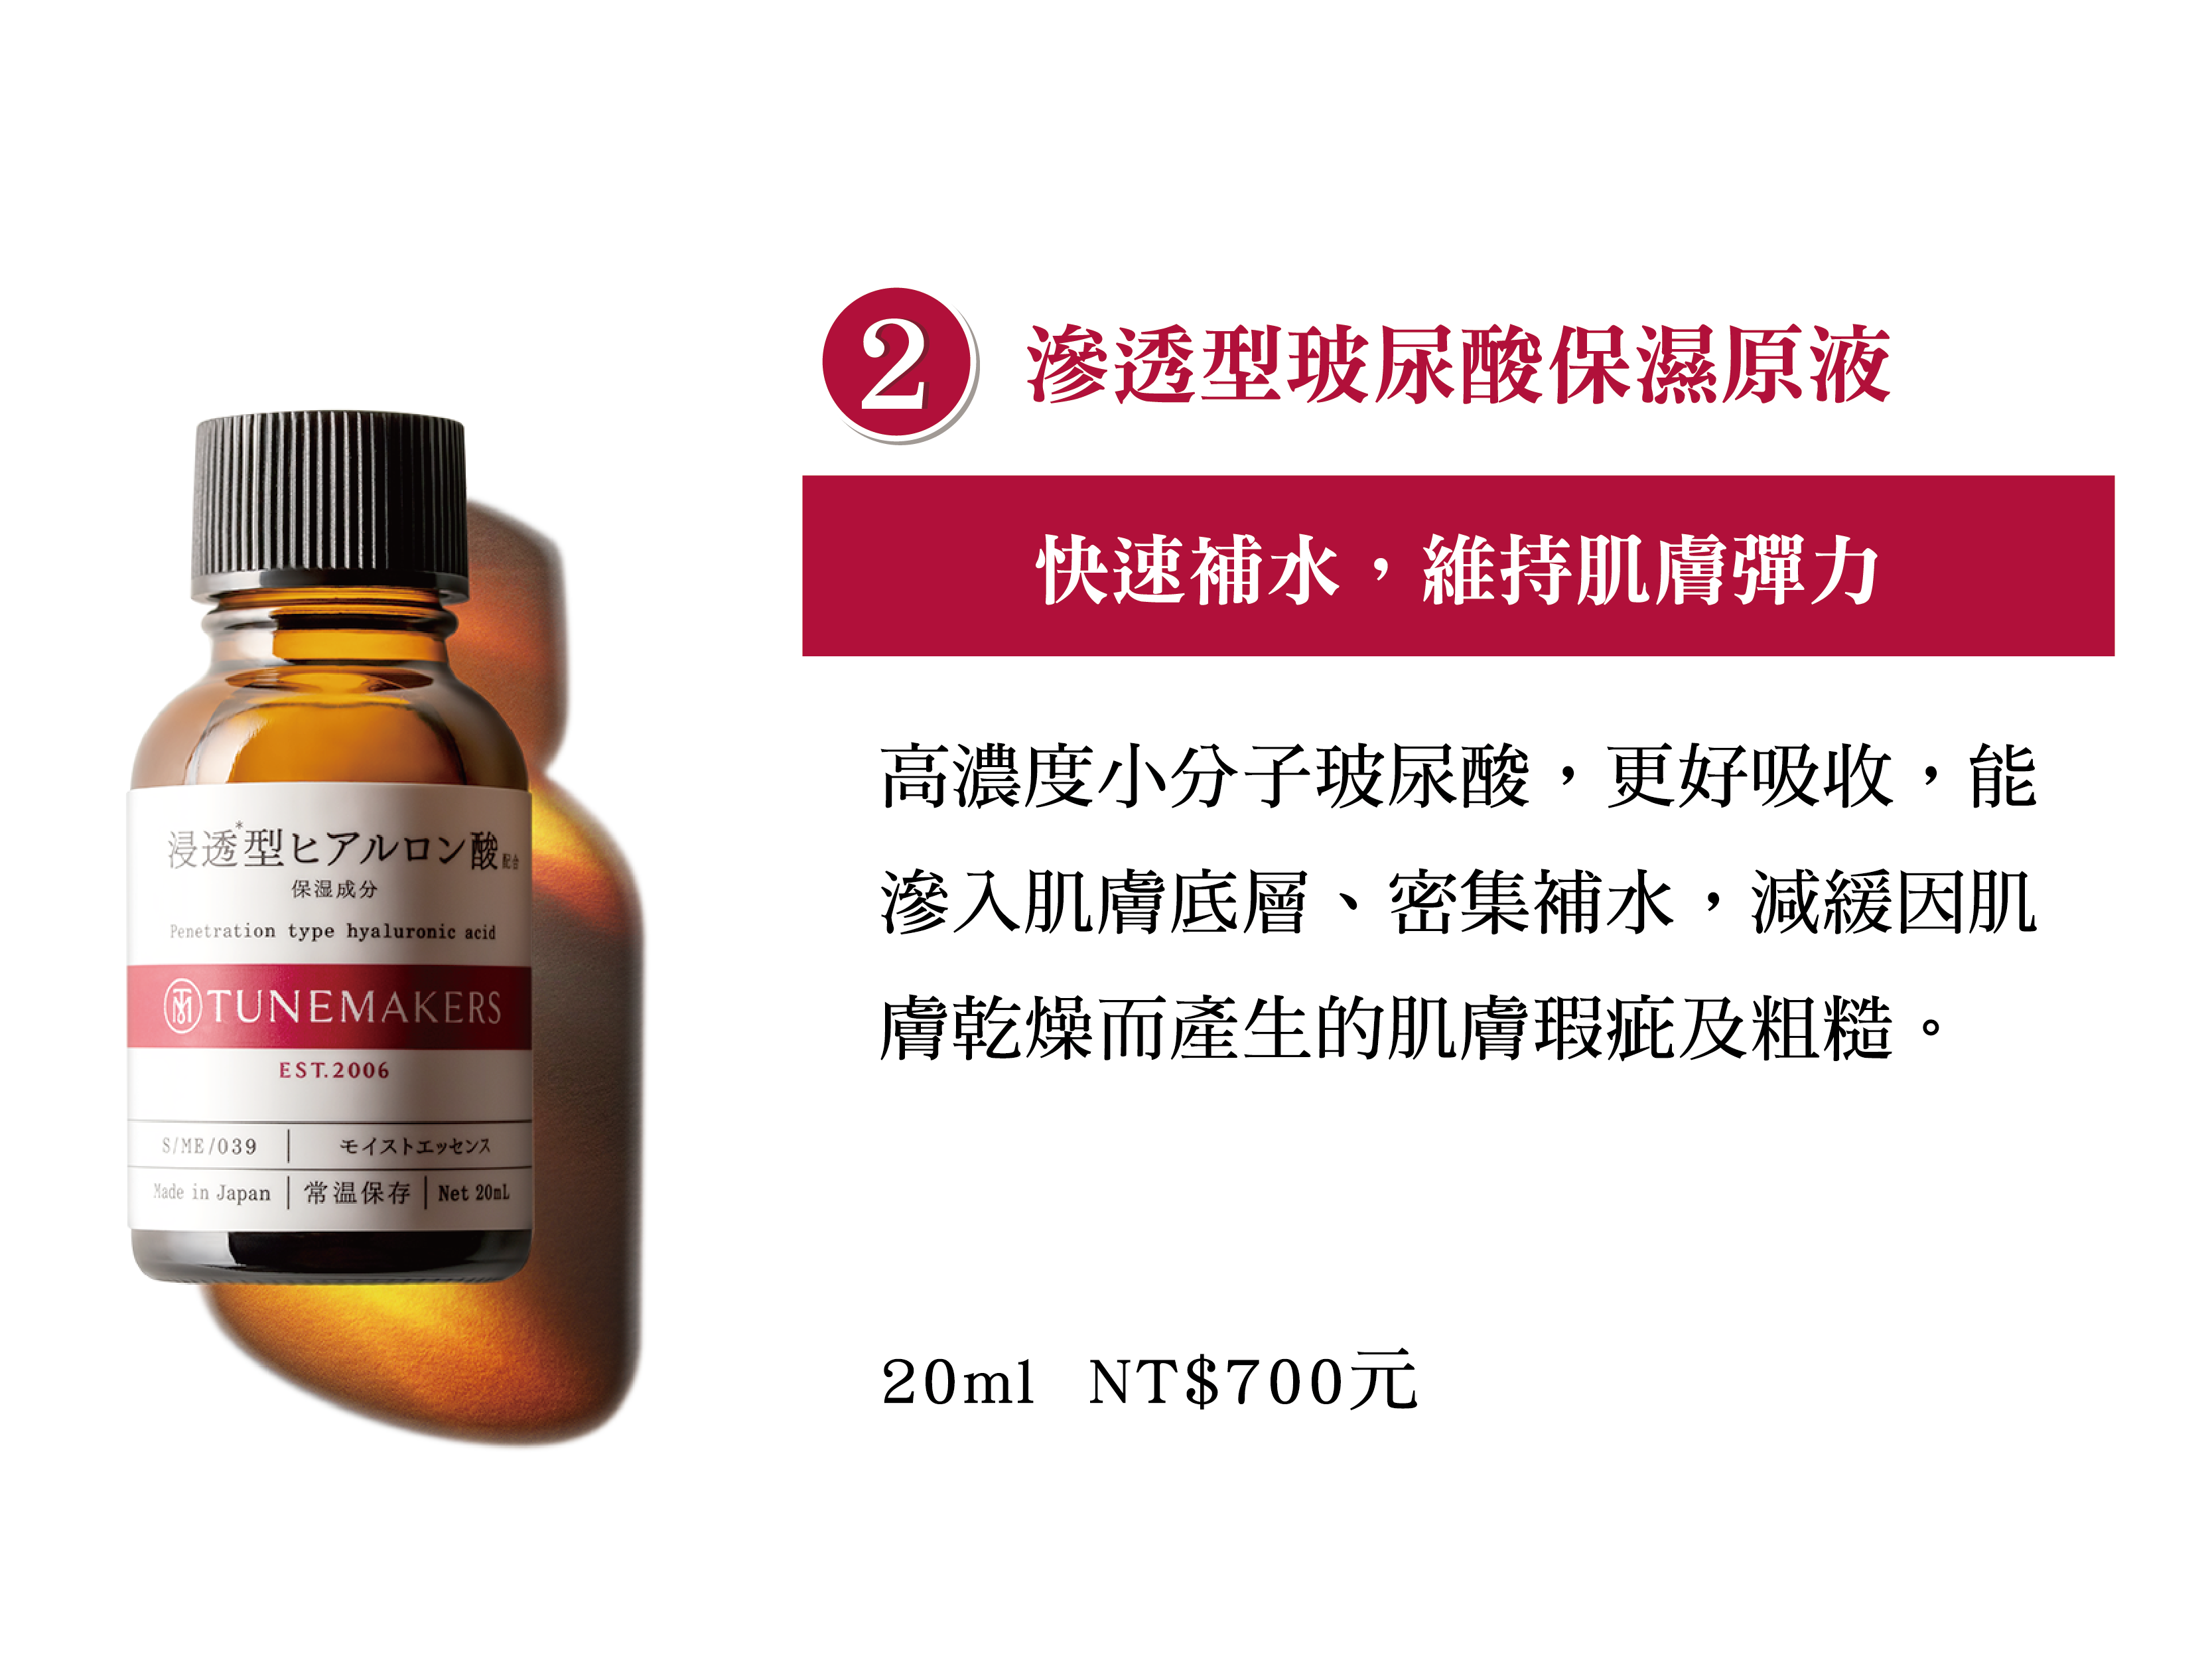 2 滲透型玻尿酸保濕原液
快速補水，維持肌膚彈力
高濃度小分子玻尿酸，更好吸收，能
滲入肌膚底層、密集補水，減緩因肌
膚乾燥而產生的肌膚瑕疵及粗糙。
20ml NT$700元
浸透*型ヒアルロン酸配合
保湿成分
Penetration type hyaluronic acid
TM TUNEMAKERS
EST.2006
S/ME/039 モイストエッセンス
Made in Japan 常温保存 Net 20mL